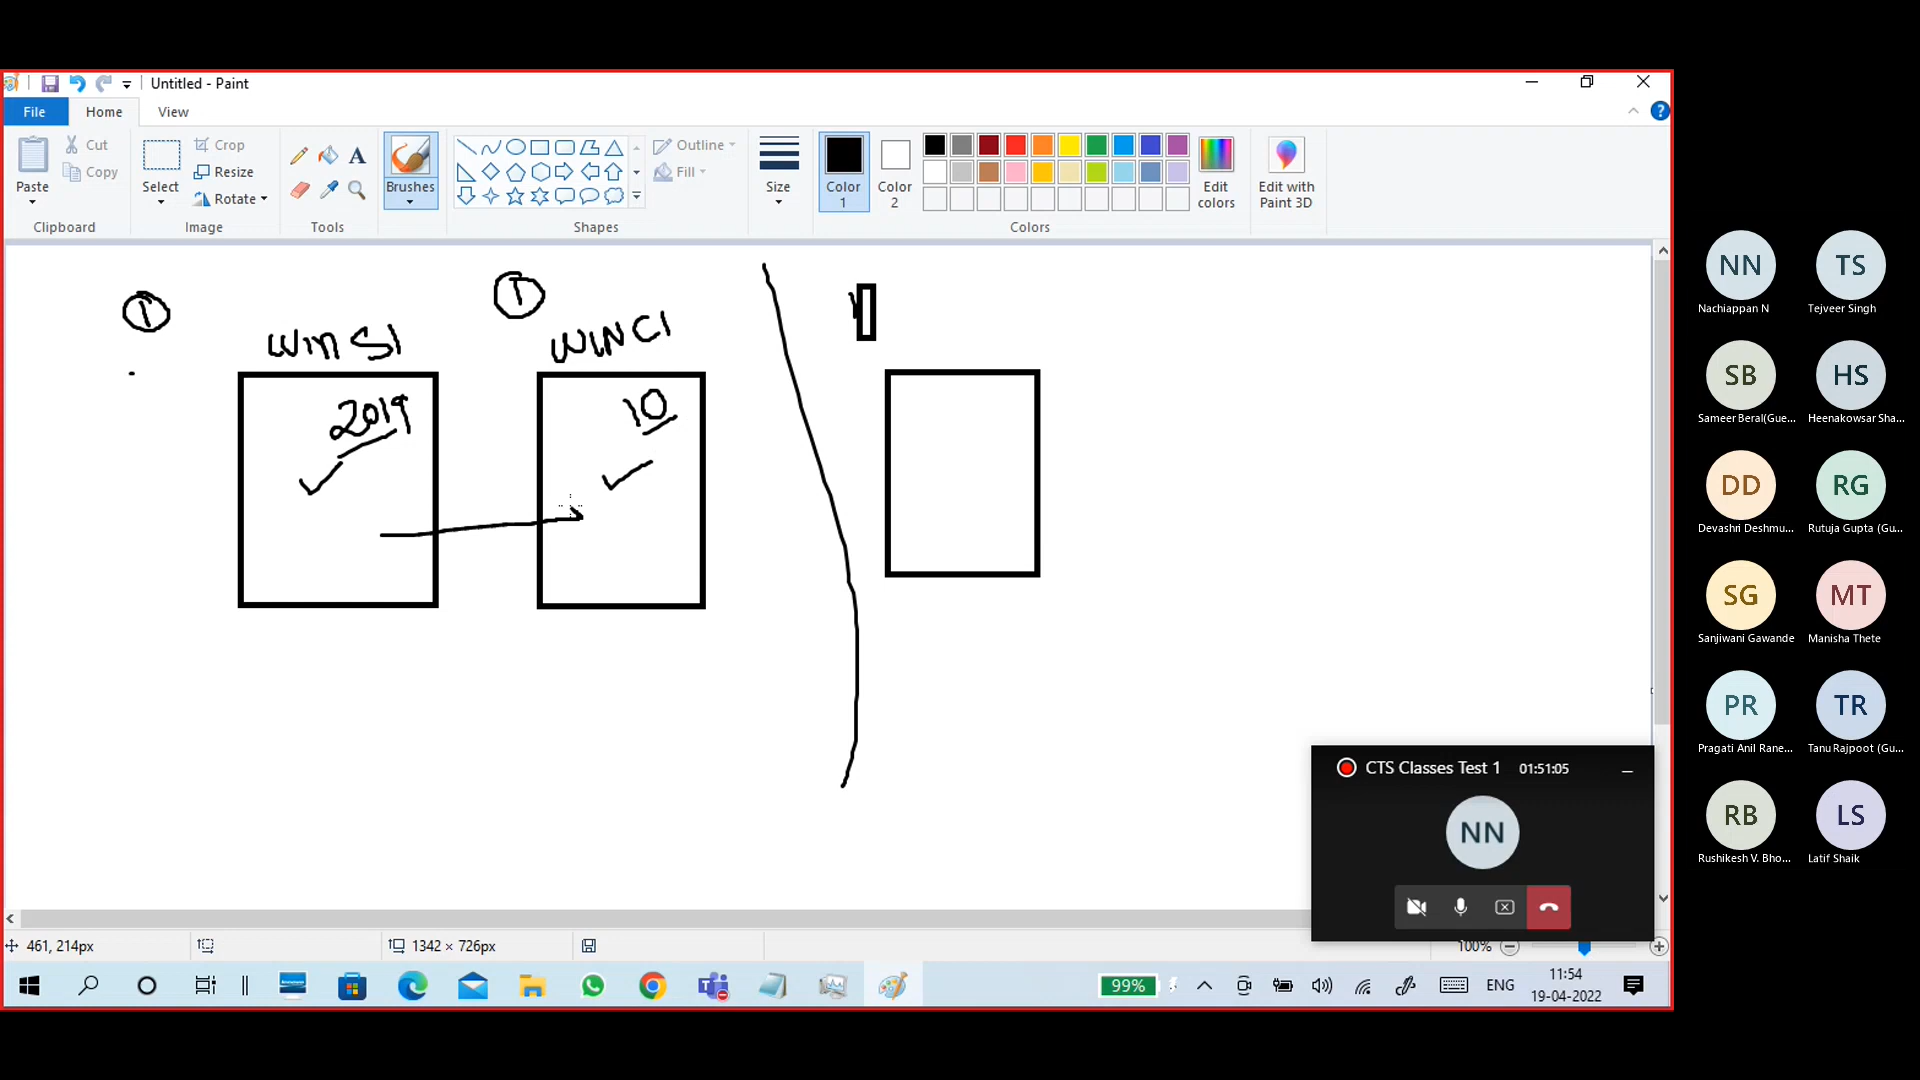 Untitled - Paint
File
Home
View
Paste
Cut
Copy
Clipboard
Select
Crop
Resize
Rotate
Image
A
Tools
Brushes
Shapes
Outline
Fill
Size
Color
1
Color
2
Colors
Edit
colors
Edit with
Paint 3D
1
1
WIN S1
WIN C1
2019
10
NN
Nachiappan N
TS
Tejveer Singh
SB
Sameer Beral(Gue...
HS
Heenakowsar Sha...
DD
Devashri Deshmu...
RG
Rutuja Gupta (Gu...
SG
Sanjiwani Gawande
MT
Manisha Thete
PR
Pragati Anil Rane...
TR
Tanu Rajpoot (Gu...
RB
Rushikesh V. Bho...
LS
Latif Shaik
CTS Classes Test 1 01:51:05
NN
461, 214px
1342 × 726px
100%
99%
ENG
11:54
19-04-2022